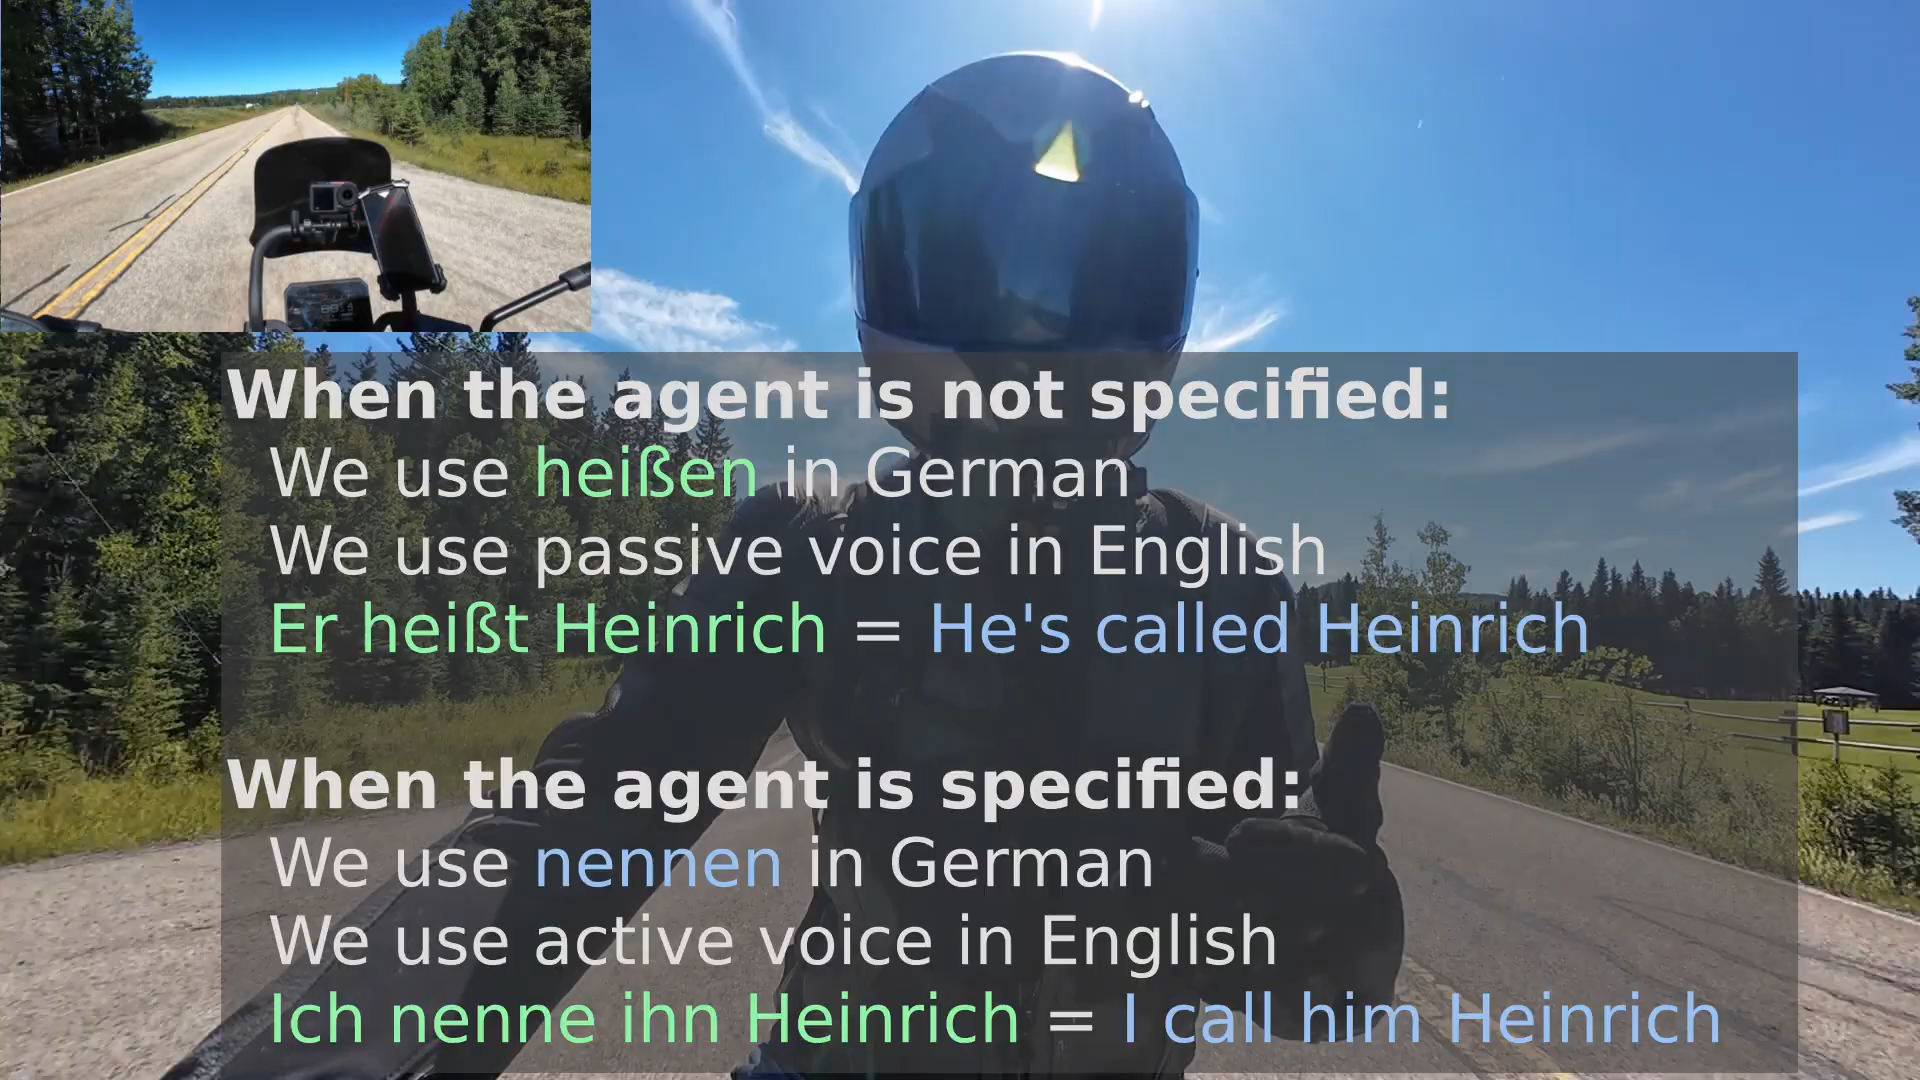 When the agent is not specified:
We use heißen in German
We use passive voice in English
Er heißt Heinrich = He's called Heinrich
When the agent is specified:
We use nennen in German
We use active voice in English
Ich nenne ihn Heinrich = I call him Heinrich